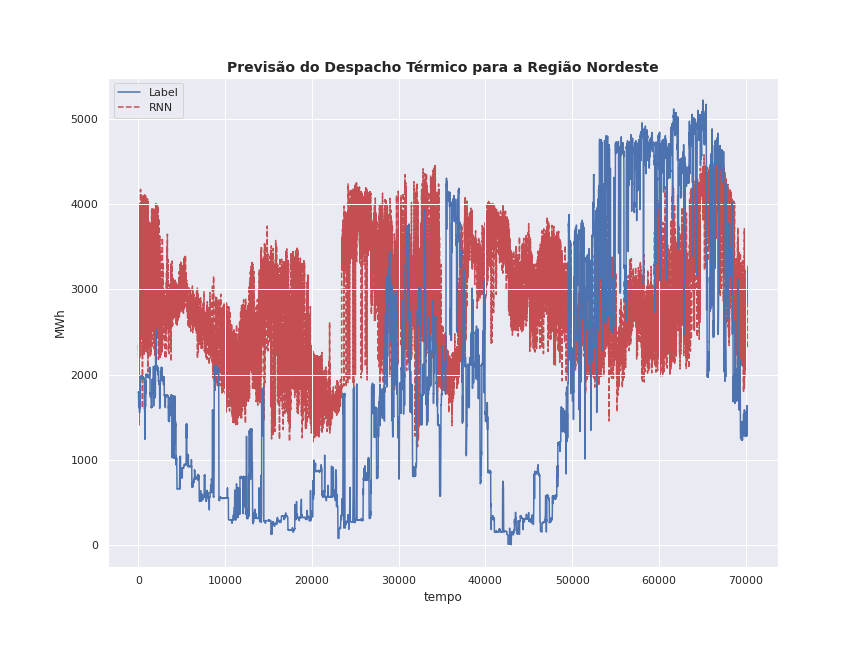 Previsão do Despacho Térmico para a Região Nordeste
Label
RNN
5000
4000
3000
2000
1000
0
MWh
0 10000 20000 30000 40000 50000 60000 70000
tempo